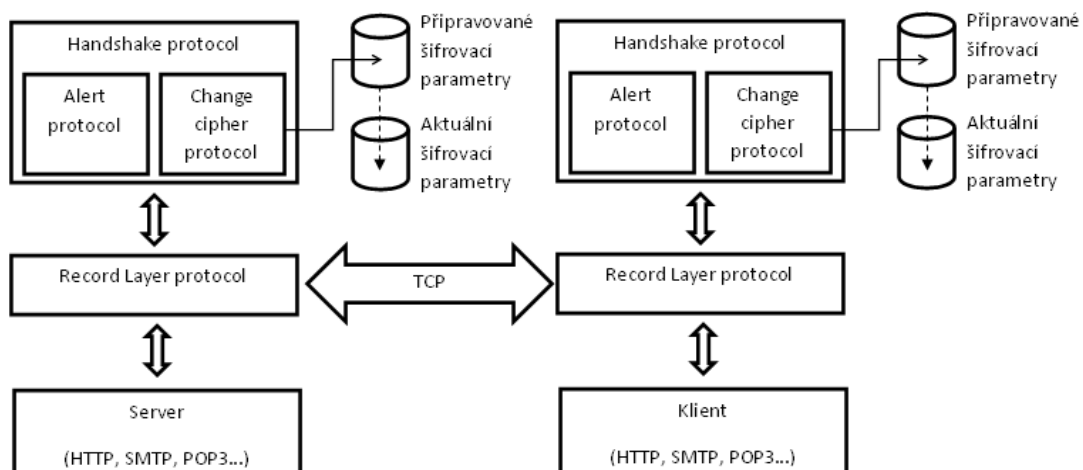 Handshake protocol
Alert
protocol
Change
cipher
protocol
Připravované
šifrovací
parametry
Aktuální
šifrovací
parametry
Handshake protocol
Alert
protocol
Change
cipher
protocol
Připravované
šifrovací
parametry
Aktuální
šifrovací
parametry
Record Layer protocol
TCP
Record Layer protocol
Server
(HTTP, SMTP, POP3...)
Klient
(HTTP, SMTP, POP3...)